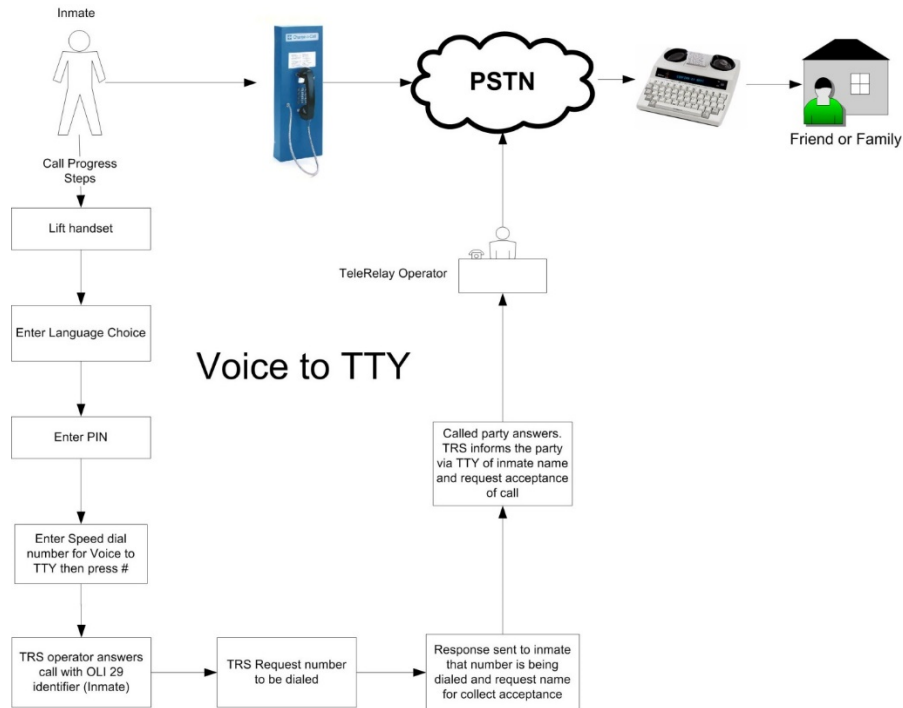 Inmate
PSTN
Friend or Family
Call Progress
Steps
Lift handset
Enter Language Choice
Enter PIN
Enter Speed dial
number for Voice to
TTY then press #
TRS operator answers
call with OLI 29
identifier (Inmate)
TRS Request number
to be dialed
Response sent to inmate
that number is being
dialed and request name
for collect acceptance
Called party answers.
TRS informs the party
via TTY of inmate name
and request acceptance
of call
TeleRelay Operator
Voice to TTY